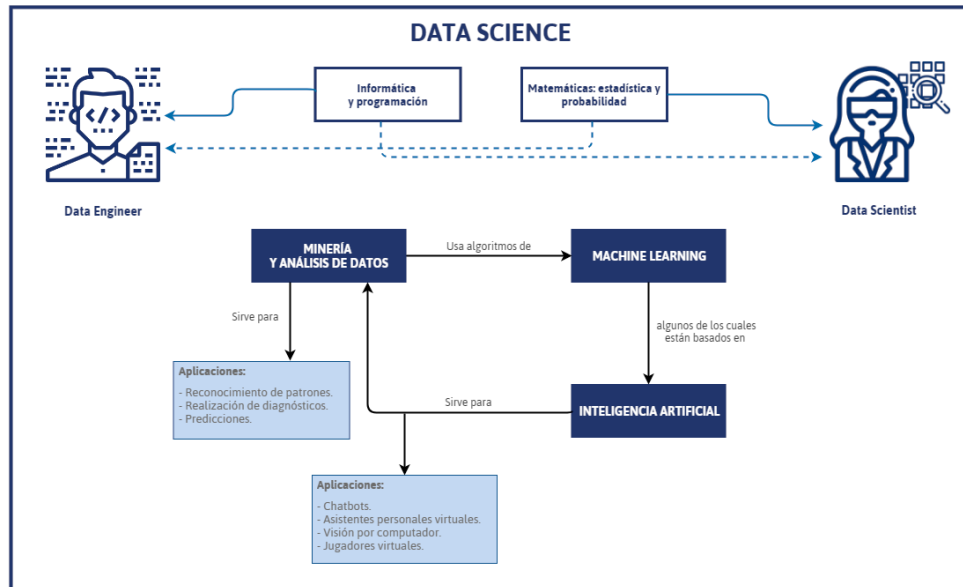 DATA SCIENCE
Informática
y programación
Matemáticas: estadística y
probabilidad
Data Engineer
Data Scientist
MINERÍA
Y ANÁLISIS DE DATOS
Usa algoritmos de
MACHINE LEARNING
Sirve para
algunos de los cuales
están basados en
Aplicaciones:
- Reconocimiento de patrones.
- Realización de diagnósticos.
- Predicciones.
Sirve para
INTELIGENCIA ARTIFICIAL
Aplicaciones:
- Chatbots.
- Asistentes personales virtuales.
- Visión por computador.
- Jugadores virtuales.